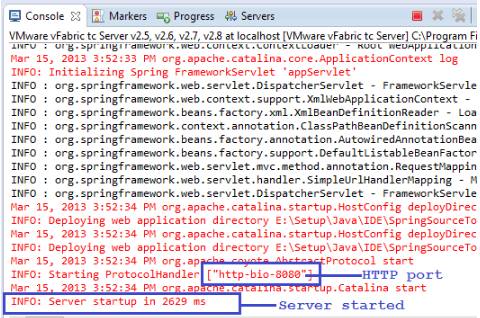 Console Markers Progress Servers
VMware vFabric tc Server v2.5, v2.6, v2.7, v2.8 at localhost [VMware vFabric tc Server] C:\Program Fi
INFO : org.springframework.web.context.ContextLoader - Root WebApplication
Mar 15, 2013 3:52:33 PM org.apache.catalina.core.ApplicationContext log
INFO: Initializing Spring FrameworkServlet 'appServlet'
INFO : org.springframework.web.servlet.DispatcherServlet - FrameworkServle
INFO : org.springframework.web.context.support.XmlWebApplicationContext -
INFO : org.springframework.beans.factory.xml.XmlBeanDefinitionReader - Loa
INFO : org.springframework.context.annotation.ClassPathBeanDefinitionScann
INFO : org.springframework.beans.factory.annotation.AutowiredAnnotationBea
INFO : org.springframework.beans.factory.support.DefaultListableBeanFactor
INFO : org.springframework.web.servlet.mvc.method.annotation.RequestMappin
INFO : org.springframework.web.servlet.handler.SimpleUrlHandlerMapping - M
INFO : org.springframework.web.servlet.DispatcherServlet - FrameworkServle
Mar 15, 2013 3:52:34 PM org.apache.catalina.startup.HostConfig deployDirec
INFO: Deploying web application directory E:\Setup\Java\IDE\SpringSourceTo
Mar 15, 2013 3:52:34 PM org.apache.catalina.startup.HostConfig deployDirec
INFO: Deploying web application directory E:\Setup\Java\IDE\SpringSourceTo
Mar 15, 2013 3:52:34 PM org.apache.coyote.AbstractProtocol start
INFO: Starting ProtocolHandler ["http-bio-8080"] HTTP port
Mar 15, 2013 3:52:34 PM org.apache.catalina.startup.Catalina start
INFO: Server startup in 2629 ms Server started